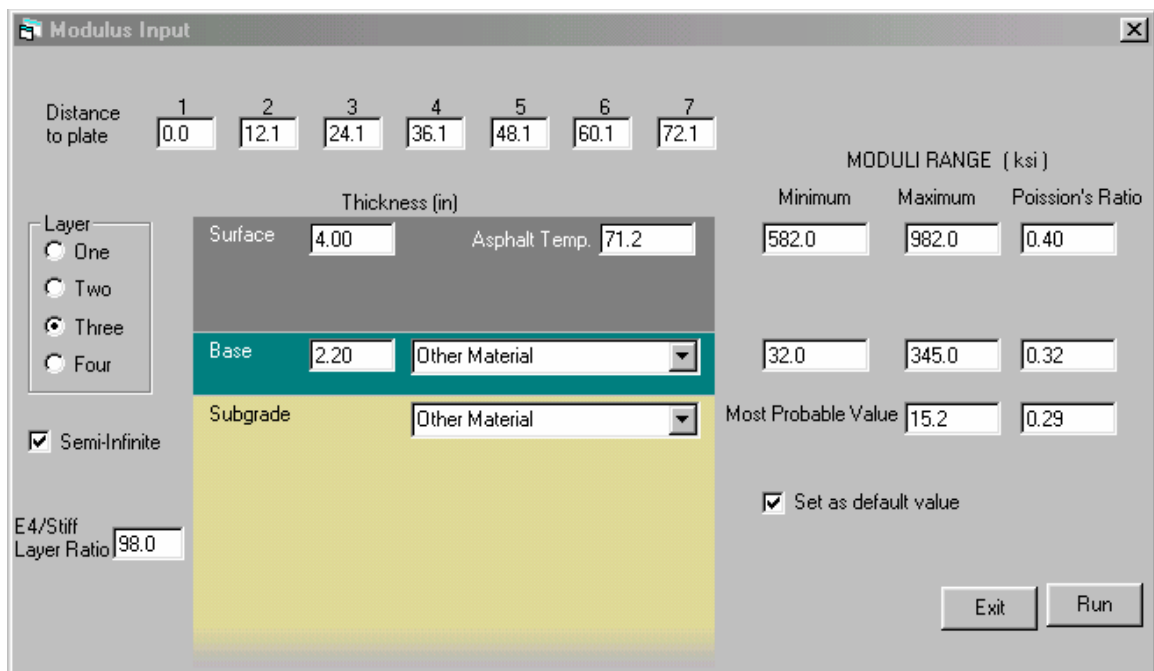 Modulus Input
1 2 3 4 5 6 7
Distance
to plate
0.0 12.1 24.1 36.1 48.1 60.1 72.1
MODULI RANGE ( ksi )
Thickness (in) Minimum Maximum Poission's Ratio
Layer
One
Two
Three
Four
Surface 4.00 Asphalt Temp. 71.2 582.0 982.0 0.40
Base 2.20 Other Material 32.0 345.0 0.32
Subgrade Other Material Most Probable Value 15.2 0.29
Semi-Infinite
Set as default value
E4/Stiff
Layer Ratio 98.0
Exit Run